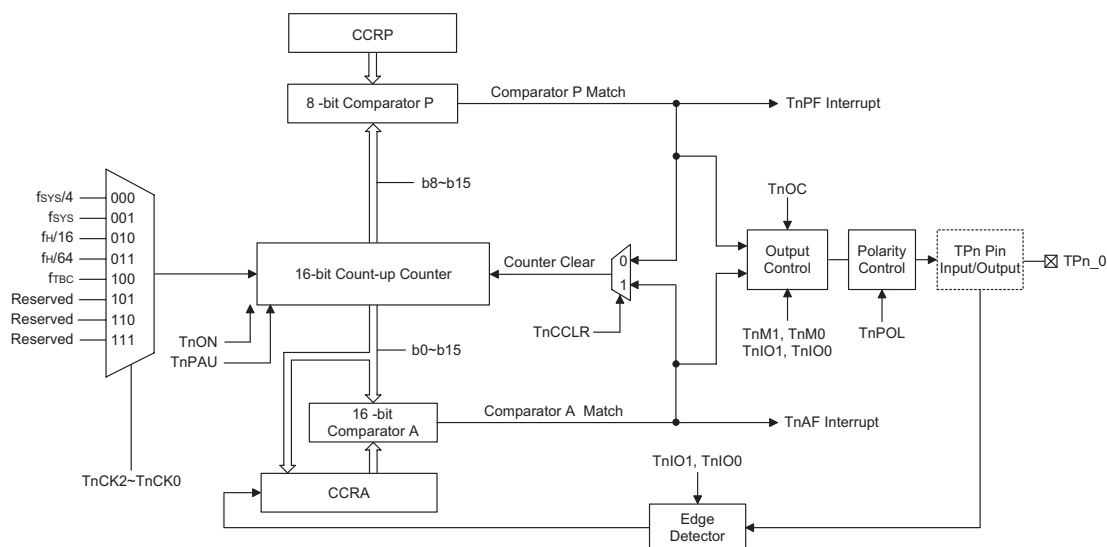 CCRP
8 -bit Comparator P
Comparator P Match
TnPF Interrupt
b8~b15
fSYS/4
000
fSYS
001
fH/16
010
fH/64
011
fTBC
100
Reserved
101
Reserved
110
Reserved
111
16-bit Count-up Counter
Counter Clear
0
1
TnOC
Output
Control
Polarity
Control
TPn Pin
Input/Output
TPn_0
TnON
TnPAU
b0~b15
TnCCLR
TnM1, TnM0
TnIO1, TnIO0
TnPOL
16 -bit
Comparator A
Comparator A Match
TnAF Interrupt
TnCK2~TnCK0
CCRA
TnIO1, TnIO0
Edge
Detector